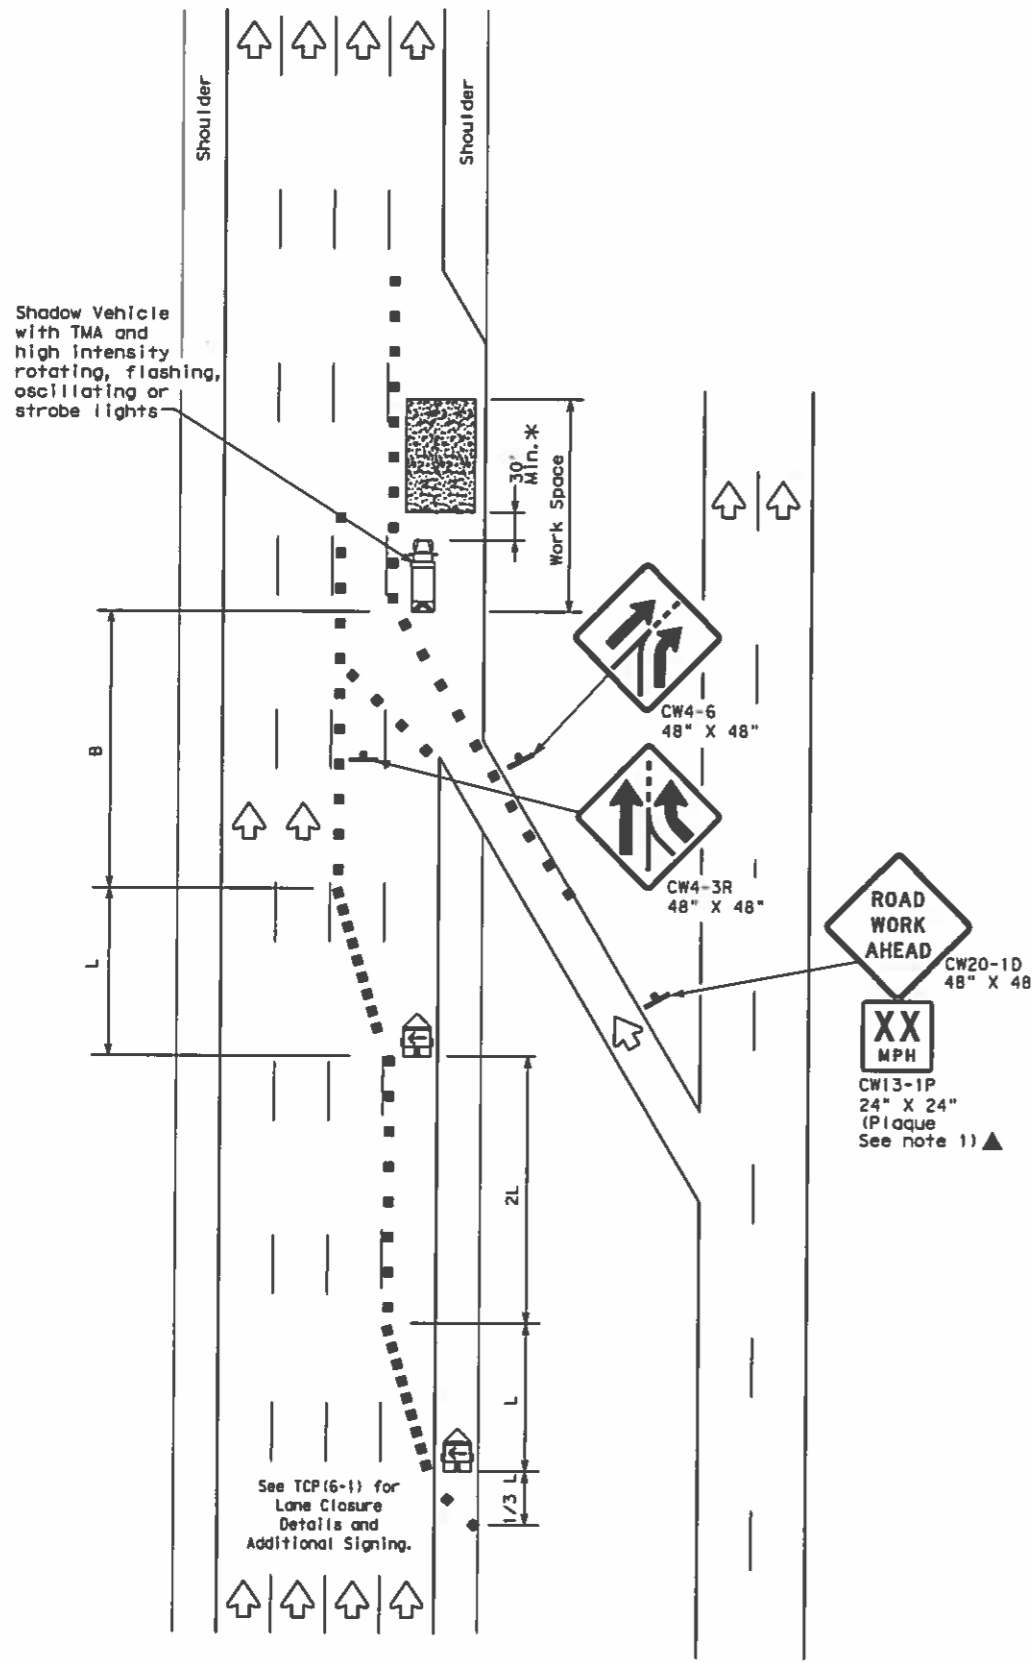 Shoulder
Shoulder
Shadow Vehicle
with TMA and
high intensity
rotating, flashing,
oscillating or
strobe lights
30'
Min.*
Work Space
B
CW4-6
48" X 48"
CW4-3R
48" X 48"
ROAD
WORK
AHEAD
CW20-1D
48" X 48
XX
MPH
CW13-1P
24" X 24"
(Plaque
See note 1) ▲
L
2L
L
1/3 L
See TCP(6-1) for
Lane Closure
Details and
Additional Signing.